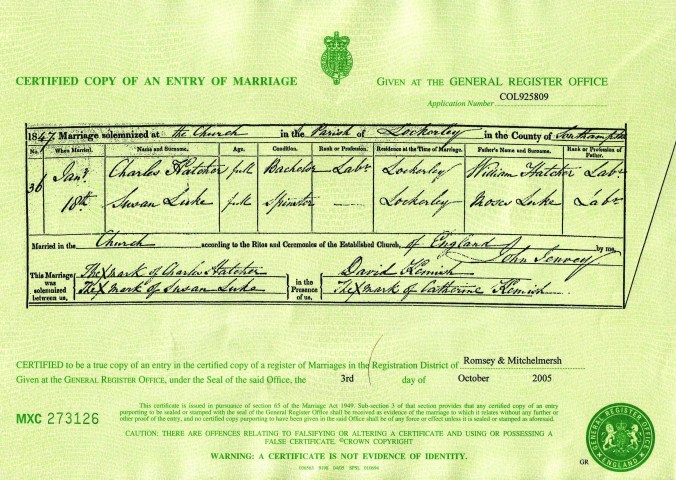 CERTIFIED COPY OF AN ENTRY OF MARRIAGE
GIVEN AT THE GENERAL REGISTER OFFICE
Application Number COL925809
1847. Marriage solemnized at the Church in the Parish of Lockerley in the County of Southampton
No. When Married. Name and Surname. Age. Condition. Rank or Profession. Residence at the Time of Marriage. Father's Name and Surname. Rank or Profession of Father.
36 Jany Charles Hatcher full Bachelor Labr Lockerley William Hatcher Labr
18th Susan Luke full Spinster — Lockerley Moses Luke Labr
Married in the Church according to the Rites and Ceremonies of the Established Church, of England by me,
John Jenvey
This Marriage was solemnized between us,
The X mark of Charles Hatcher
The X mark of Susan Luke
in the Presence of us,
David Kemish
The X mark of Catherine Kemish
CERTIFIED to be a true copy of an entry in the certified copy of a register of Marriages in the Registration District of Romsey & Mitchelmersh
Given at the GENERAL REGISTER OFFICE, under the Seal of the said Office, the 3rd day of October 2005
MXC 273126
This certificate is issued in pursuance of section 65 of the Marriage Act 1949. Sub-section 3 of that section provides that any certified copy of an entry
purporting to be sealed or stamped with the seal of the General Register Office shall be received as evidence of the marriage to which it relates without any further or
other proof of the entry, and no certified copy purporting to have been given in the said Office shall be of any force or effect unless it is sealed or stamped as aforesaid.
CAUTION: THERE ARE OFFENCES RELATING TO FALSIFYING OR ALTERING A CERTIFICATE AND USING OR POSSESSING A
FALSE CERTIFICATE. ©CROWN COPYRIGHT
WARNING: A CERTIFICATE IS NOT EVIDENCE OF IDENTITY.
GR
GENERAL REGISTER OFFICE
ENGLAND